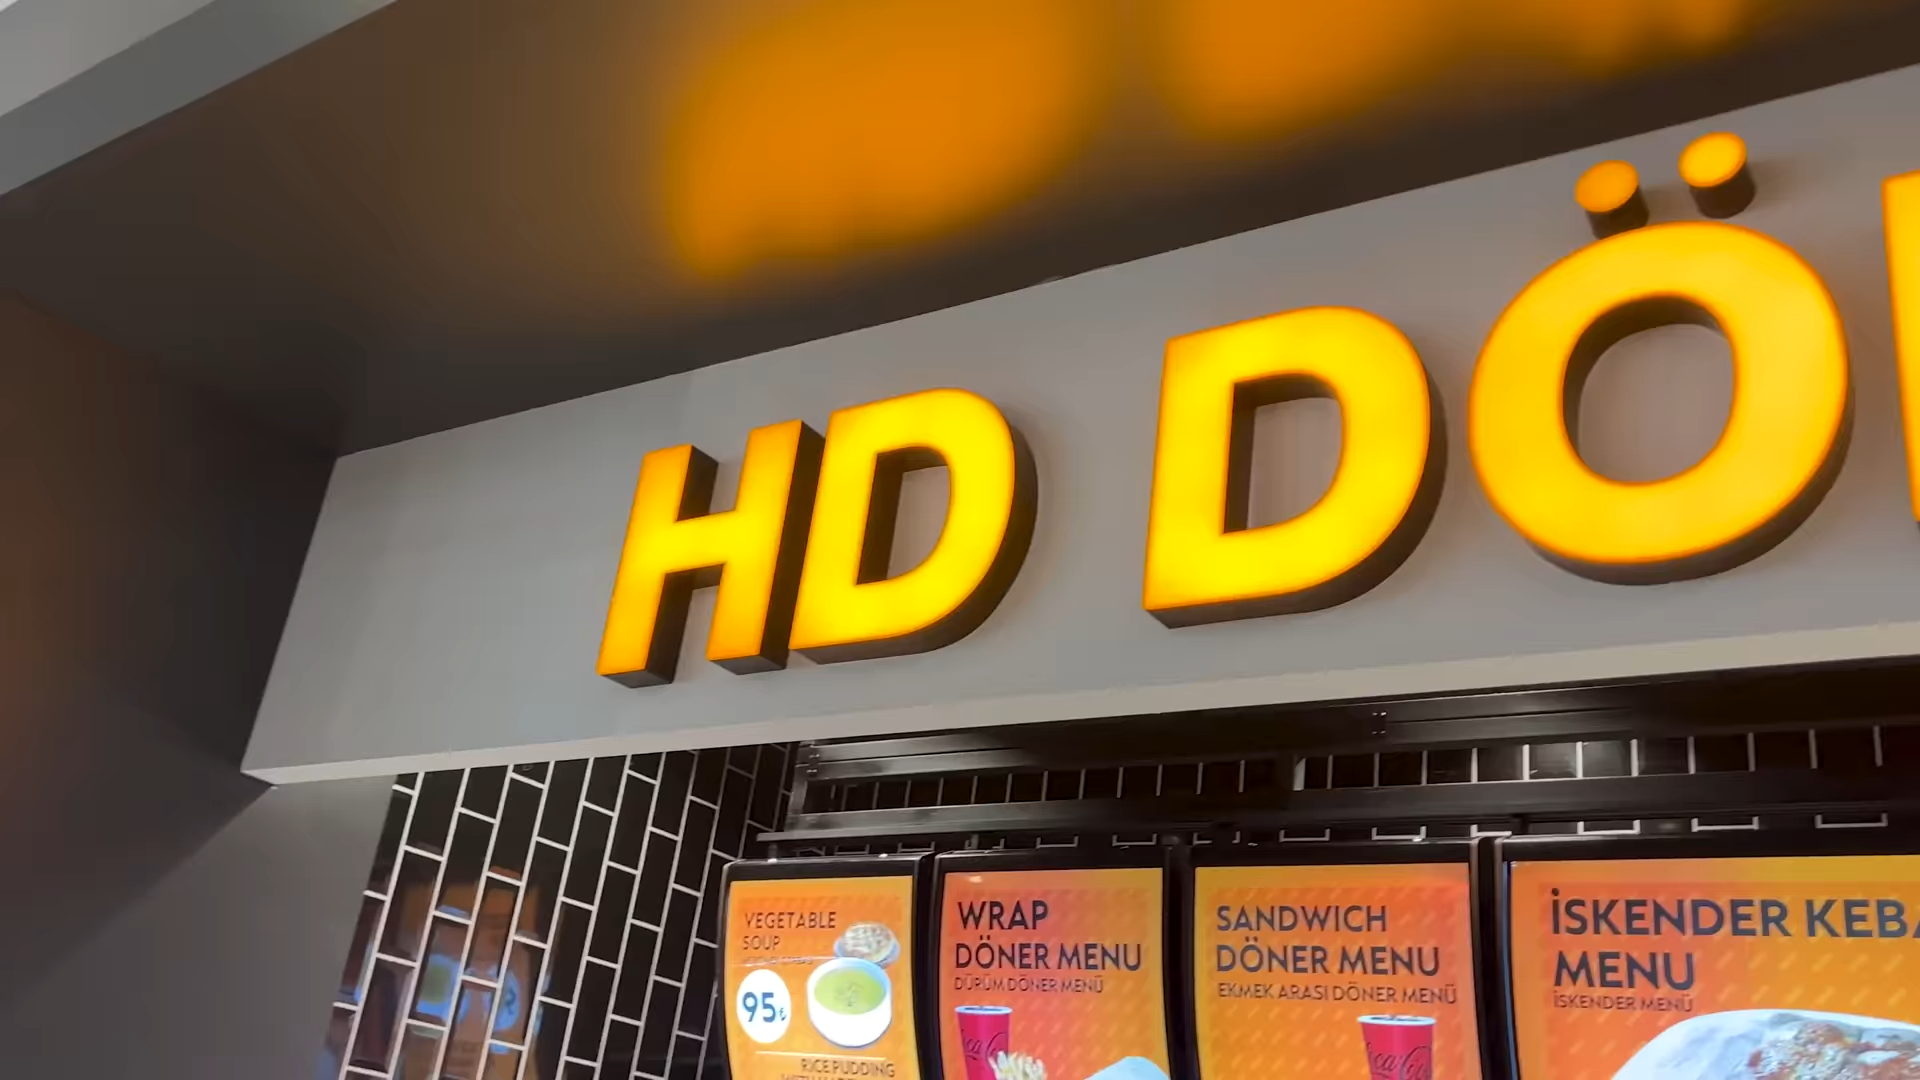 HD DÖ
VEGETABLE
SOUP
95₺
RICE PUDDING
WRAP
DÖNER MENU
DÜRÜM DÖNER MENÜ
SANDWICH
DÖNER MENU
EKMEK ARASI DÖNER MENÜ
İSKENDER KEBA
MENU
İSKENDER MENÜ